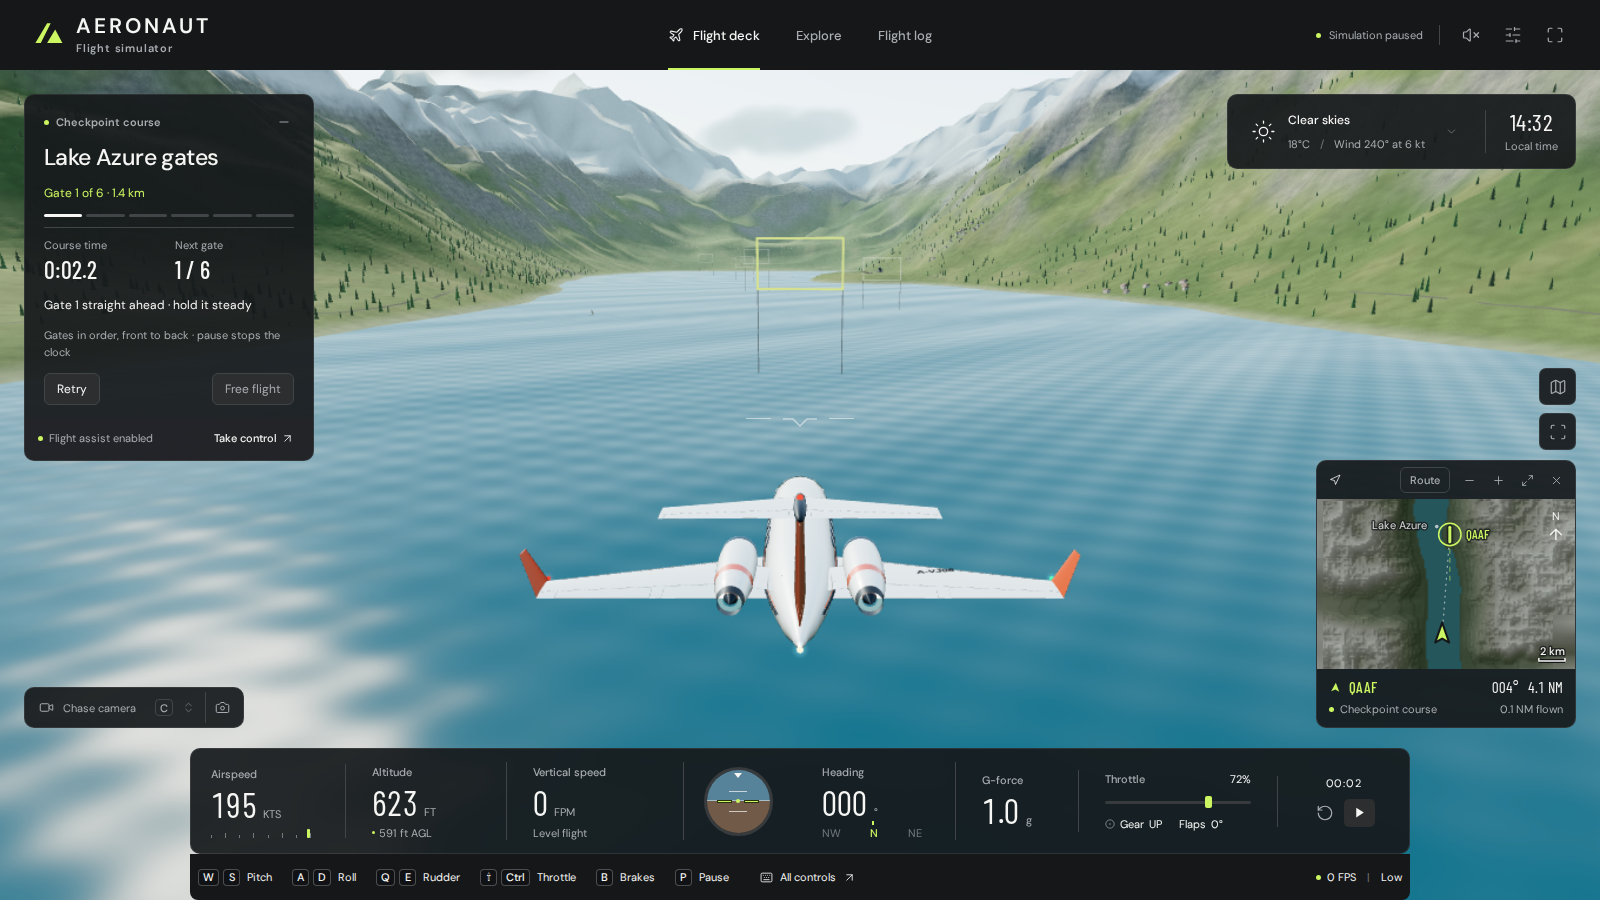 AERONAUT
Flight simulator
Flight deck
Explore
Flight log
Simulation paused
Checkpoint course
Lake Azure gates
Gate 1 of 6 · 1.4 km
Course time
Next gate
0:02.2
1 / 6
Gate 1 straight ahead · hold it steady
Gates in order, front to back · pause stops the
clock
Retry
Free flight
Flight assist enabled
Take control
Clear skies
18°C / Wind 240° at 6 kt
14:32
Local time
Route
Lake Azure
QAAF
N
2 km
QAAF
004° 4.1 NM
Checkpoint course
0.1 NM flown
Chase camera
C
Airspeed
195 KTS
Altitude
623 FT
591 ft AGL
Vertical speed
0 FPM
Level flight
Heading
000°
NW N NE
G-force
1.0 g
Throttle
72%
Gear UP
Flaps 0°
00:02
W S Pitch
A D Roll
Q E Rudder
⇧ Ctrl Throttle
B Brakes
P Pause
All controls
0 FPS | Low